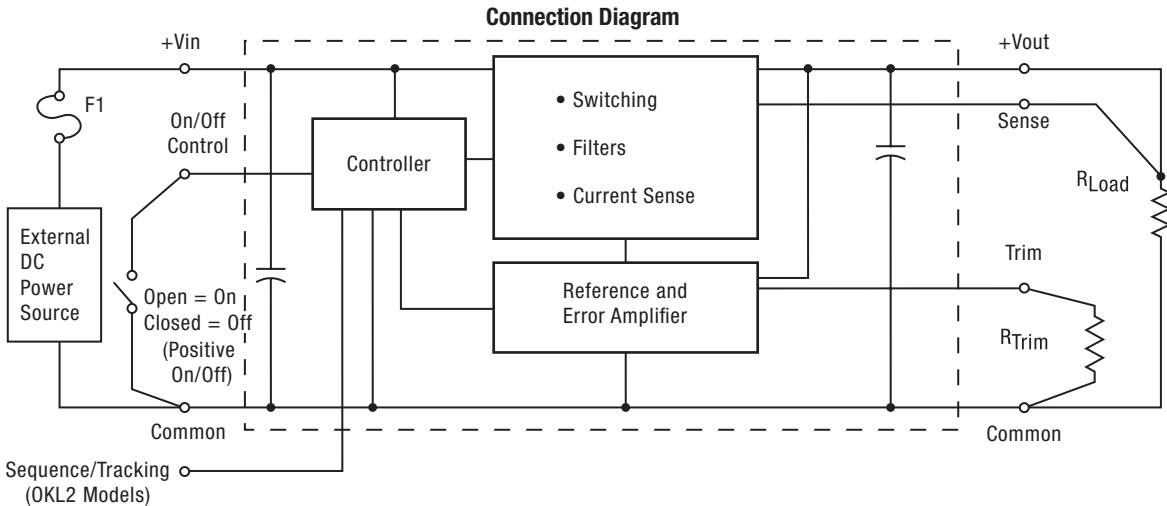 Connection Diagram
+Vin
+Vout
F1
On/Off
Control
• Switching
• Filters
• Current Sense
Controller
Sense
RLoad
External
DC
Power
Source
Open = On
Closed = Off
(Positive
On/Off)
Reference and
Error Amplifier
Trim
RTrim
Common
Common
Sequence/Tracking
(OKL2 Models)